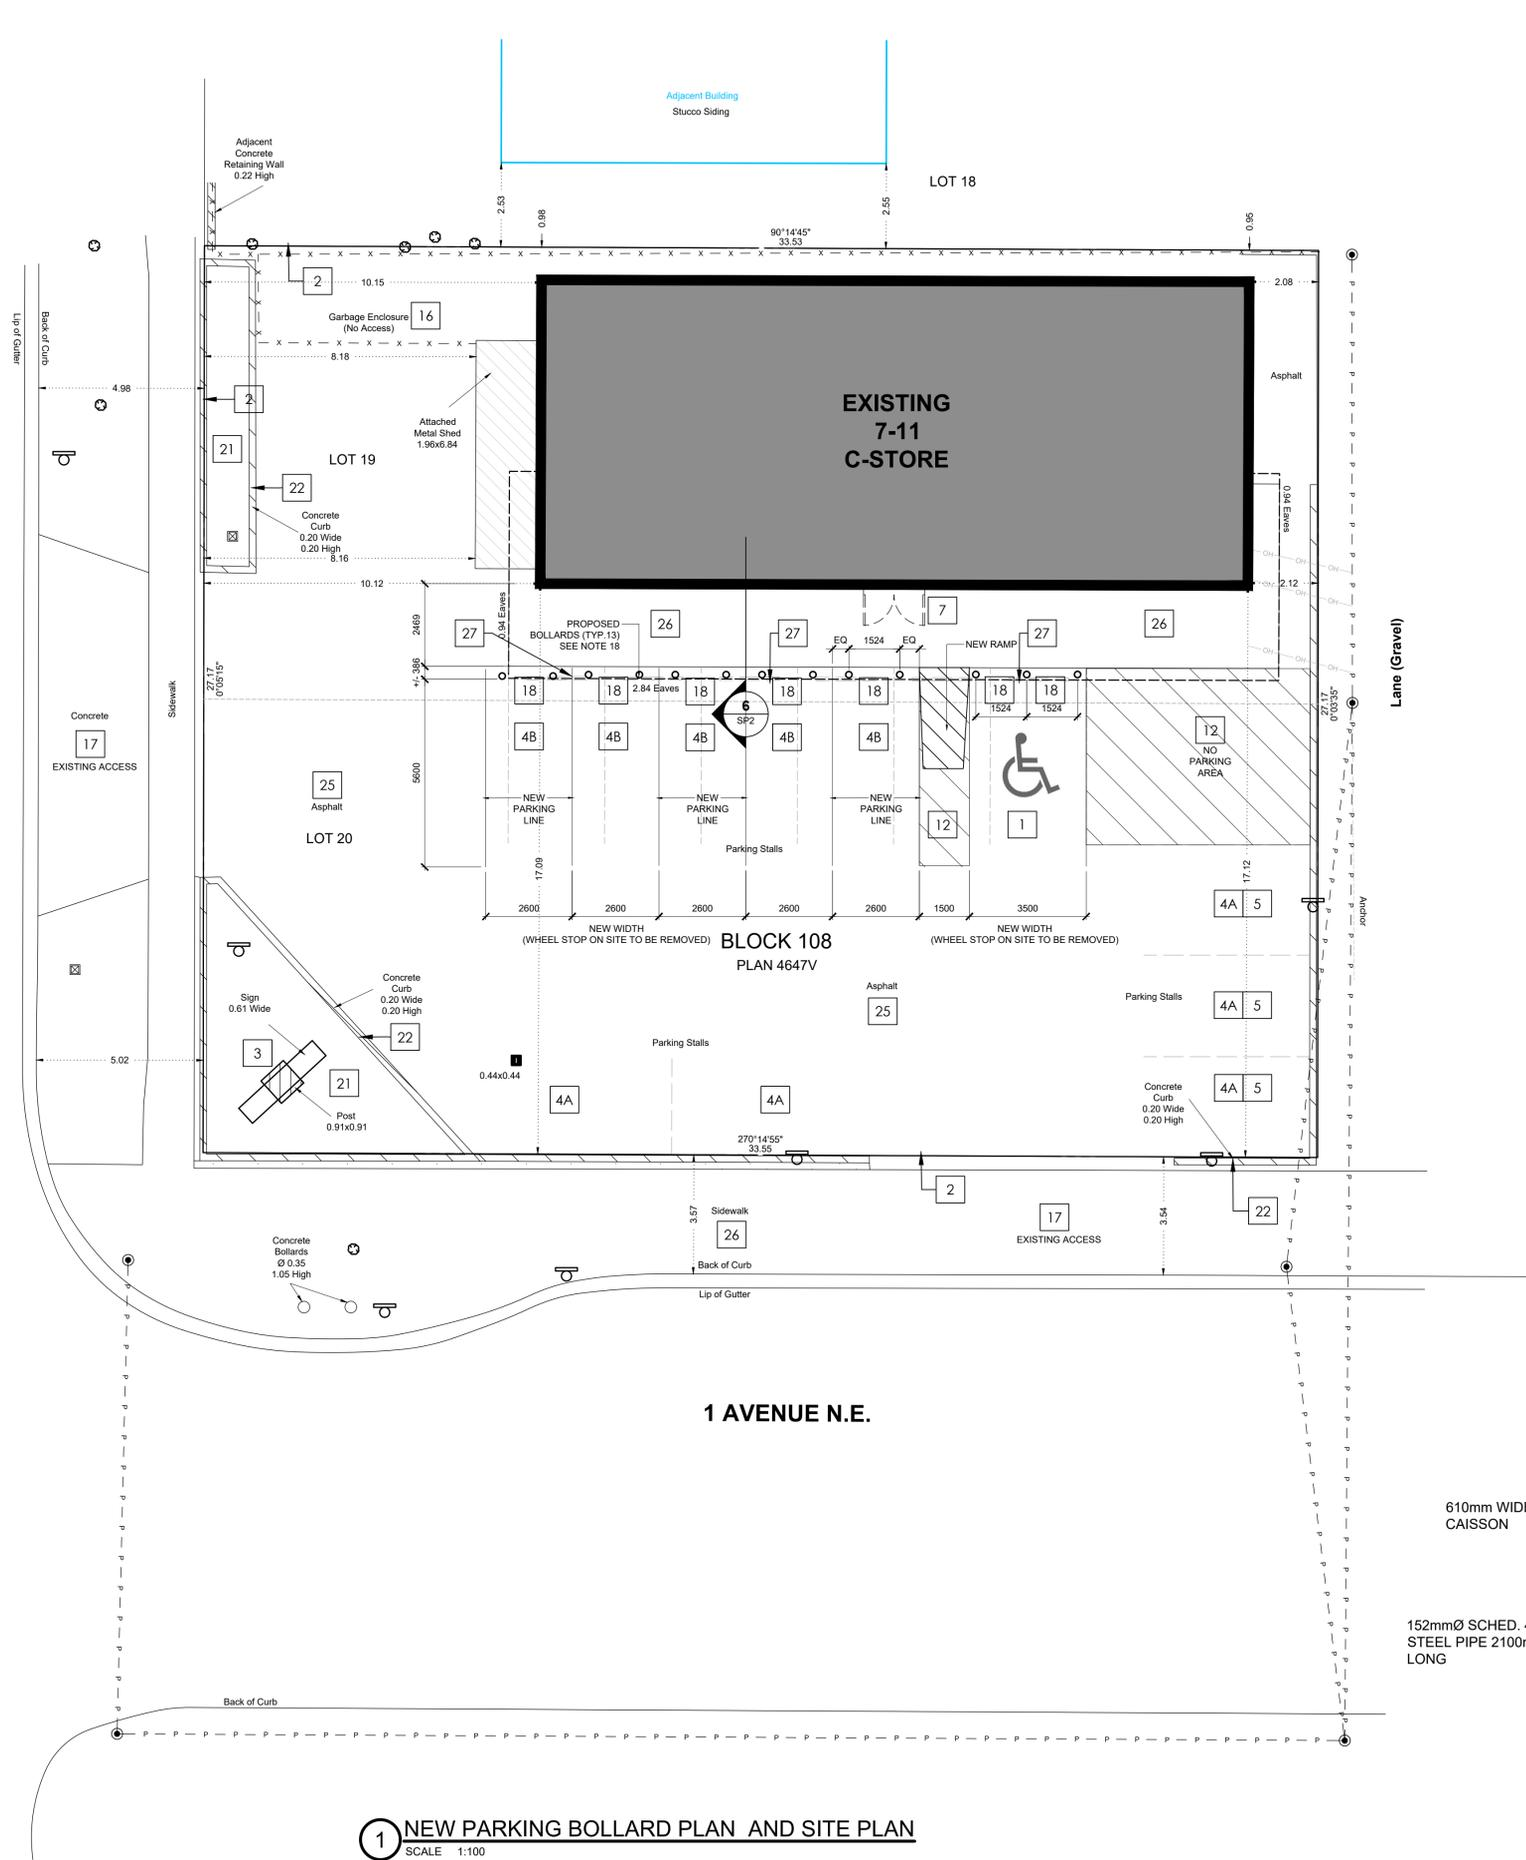 Adjacent Building
Stucco Siding
Adjacent
Concrete
Retaining Wall
0.22 High
LOT 18
2.53
2.55
0.98
0.95
90°14'45"
33.53
2
10.15
2.08
Garbage Enclosure
(No Access)
16
8.18
Lip of Gutter
Back of Curb
4.98
2
21
Attached
Metal Shed
1.96x6.84
LOT 19
22
Concrete
Curb
0.20 Wide
0.20 High
8.16
EXISTING
7-11
C-STORE
Asphalt
0.94 Eaves
OH
OH
OH
OH
OH
OH
OH
OH
10.12
2.12
2469
0.94 Eaves
27
PROPOSED
BOLLARDS (TYP.13)
SEE NOTE 18
26
27
7
EQ
1524
EQ
NEW RAMP
27
26
Lane (Gravel)
27.17
0°05'15"
+/- 386
2.84 Eaves
18
18
18
18
18
18
18
1524
1524
27.17
0°03'35"
6
SP2
4B
4B
4B
4B
4B
Sidewalk
Concrete
17
EXISTING ACCESS
25
Asphalt
LOT 20
5600
NEW
PARKING
LINE
NEW
PARKING
LINE
NEW
PARKING
LINE
12
1
12
NO
PARKING
AREA
Parking Stalls
17.09
17.12
2600
2600
2600
2600
2600
1500
3500
NEW WIDTH
(WHEEL STOP ON SITE TO BE REMOVED)
NEW WIDTH
(WHEEL STOP ON SITE TO BE REMOVED)
BLOCK 108
PLAN 4647V
4A 5
Anchor
Asphalt
25
Parking Stalls
4A 5
Sign
0.61 Wide
Concrete
Curb
0.20 Wide
0.20 High
22
3
21
Post
0.91x0.91
5.02
0.44x0.44
Parking Stalls
4A
4A
4A 5
Concrete
Curb
0.20 Wide
0.20 High
270°14'55"
33.55
2
22
3.57
3.54
Sidewalk
26
17
EXISTING ACCESS
Concrete
Bollards
Ø 0.35
1.05 High
Back of Curb
Lip of Gutter
1 AVENUE N.E.
610mm WID
CAISSON
152mmØ SCHED.
STEEL PIPE 2100
LONG
Back of Curb
1
NEW PARKING BOLLARD PLAN AND SITE PLAN
SCALE 1:100